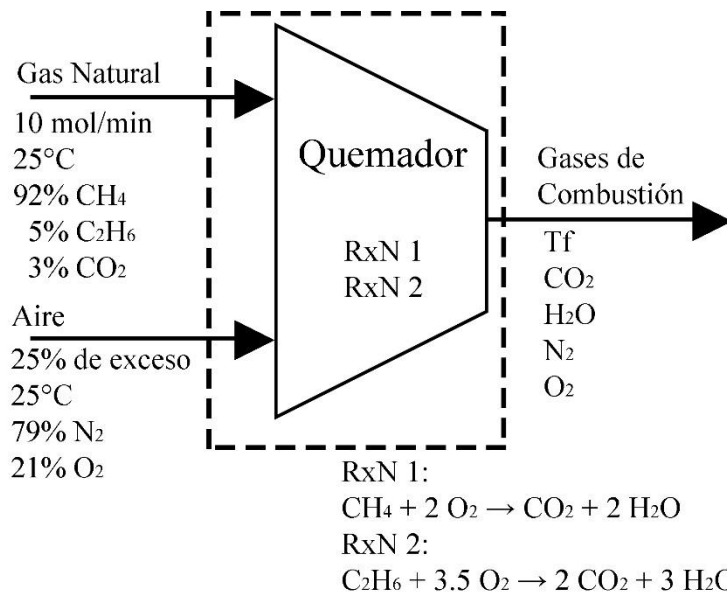 Gas Natural
10 mol/min
25°C
92% CH₄
5% C₂H₆
3% CO₂
Aire
25% de exceso
25°C
79% N₂
21% O₂
Quemador
RxN 1
RxN 2
Gases de
Combustión
Tf
CO₂
H₂O
N₂
O₂
RxN 1:
CH₄ + 2 O₂ → CO₂ + 2 H₂O
RxN 2:
C₂H₆ + 3.5 O₂ → 2 CO₂ + 3 H₂O